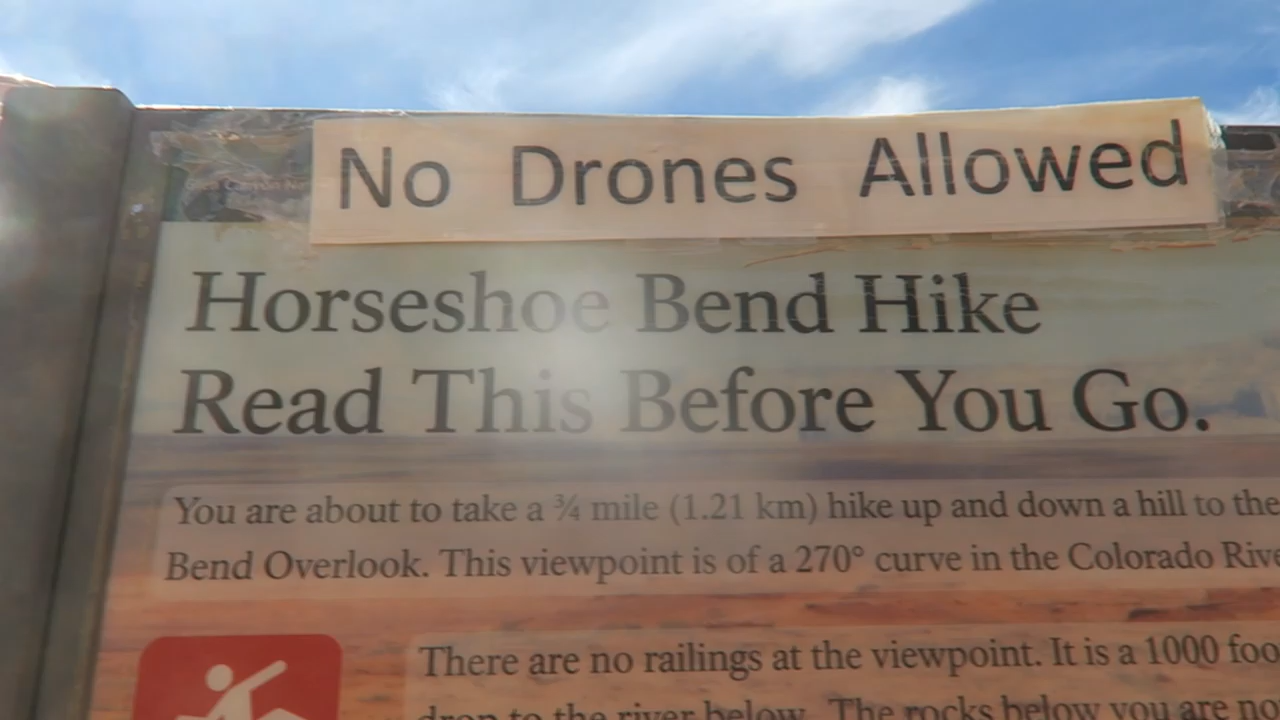 No Drones Allowed
Horseshoe Bend Hike
Read This Before You Go.
You are about to take a ¾ mile (1.21 km) hike up and down a hill to the
Bend Overlook. This viewpoint is of a 270° curve in the Colorado
There are no railings at the viewpoint. It is a 1000
drop to the river below. The rocks below you are